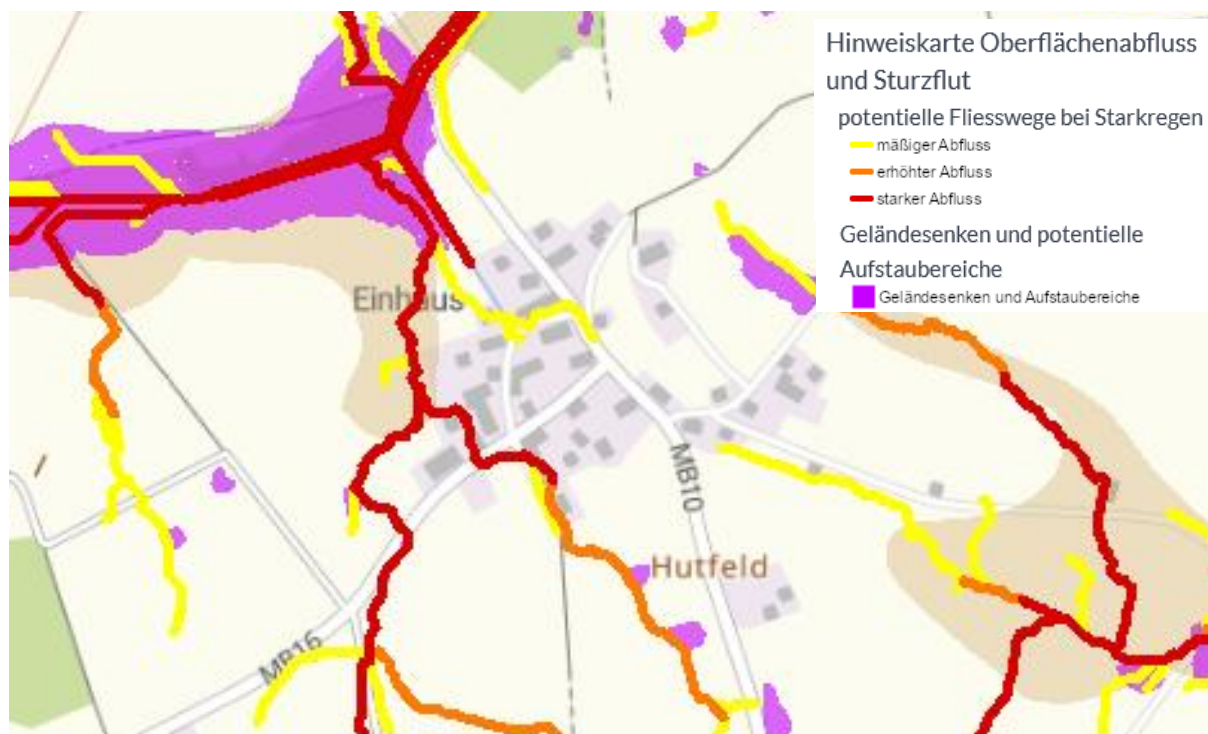 Hinweiskarte Oberflächenabfluss
und Sturzflut
potentielle Fliesswege bei Starkregen
mäßiger Abfluss
erhöhter Abfluss
starker Abfluss
Geländesenken und potentielle
Aufstaubereiche
Geländesenken und Aufstaubereiche
Einhaus
MB10
Hutfeld
MB16